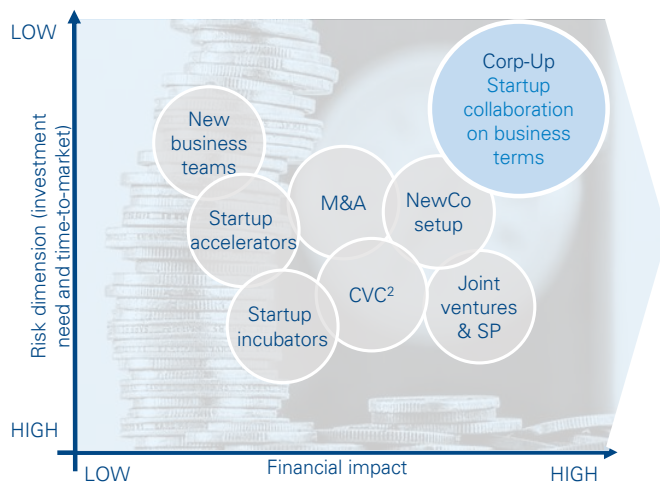 LOW
Risk dimension (investment
need and time-to-market)
HIGH
Corp-Up
Startup
collaboration
on business
terms
New
business
teams
M&A
NewCo
setup
Startup
accelerators
CVC²
Joint
ventures
& SP
Startup
incubators
LOW
Financial impact
HIGH